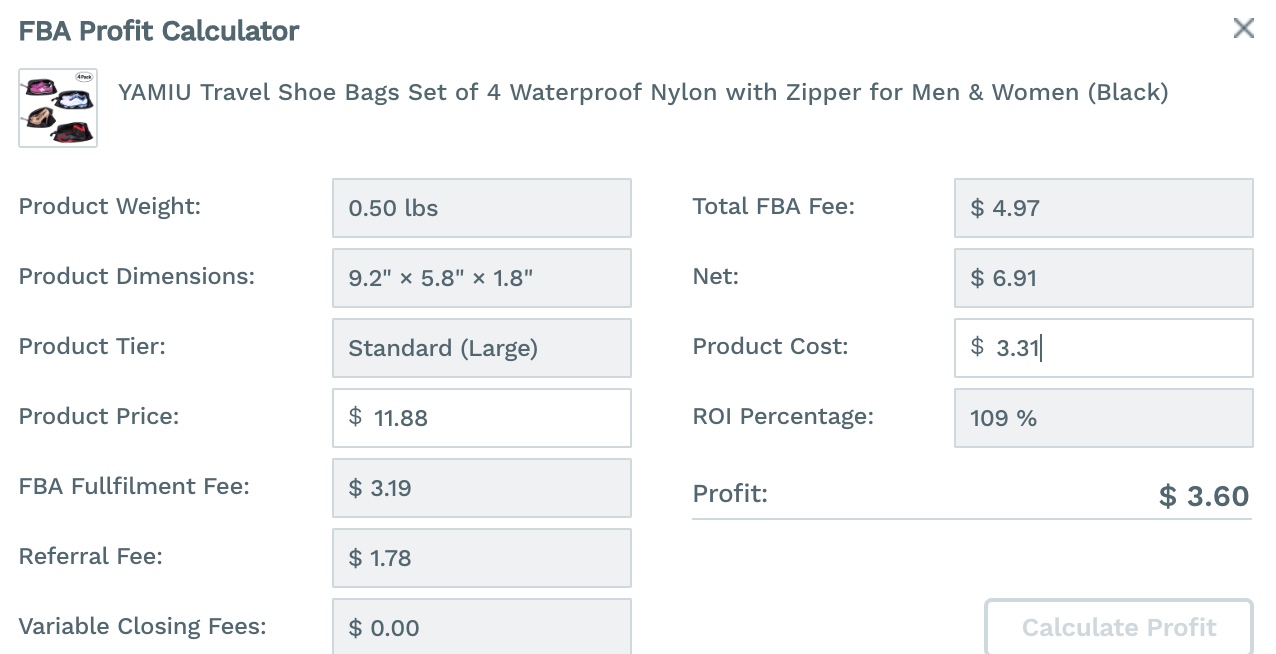 FBA Profit Calculator
4 Pack
YAMIU Travel Shoe Bags Set of 4 Waterproof Nylon with Zipper for Men & Women (Black)
Product Weight: 0.50 lbs
Total FBA Fee: $ 4.97
Product Dimensions: 9.2" × 5.8" × 1.8"
Net: $ 6.91
Product Tier: Standard (Large)
Product Cost: $ 3.31
Product Price: $ 11.88
ROI Percentage: 109 %
FBA Fullfilment Fee: $ 3.19
Profit: $ 3.60
Referral Fee: $ 1.78
Variable Closing Fees: $ 0.00
Calculate Profit